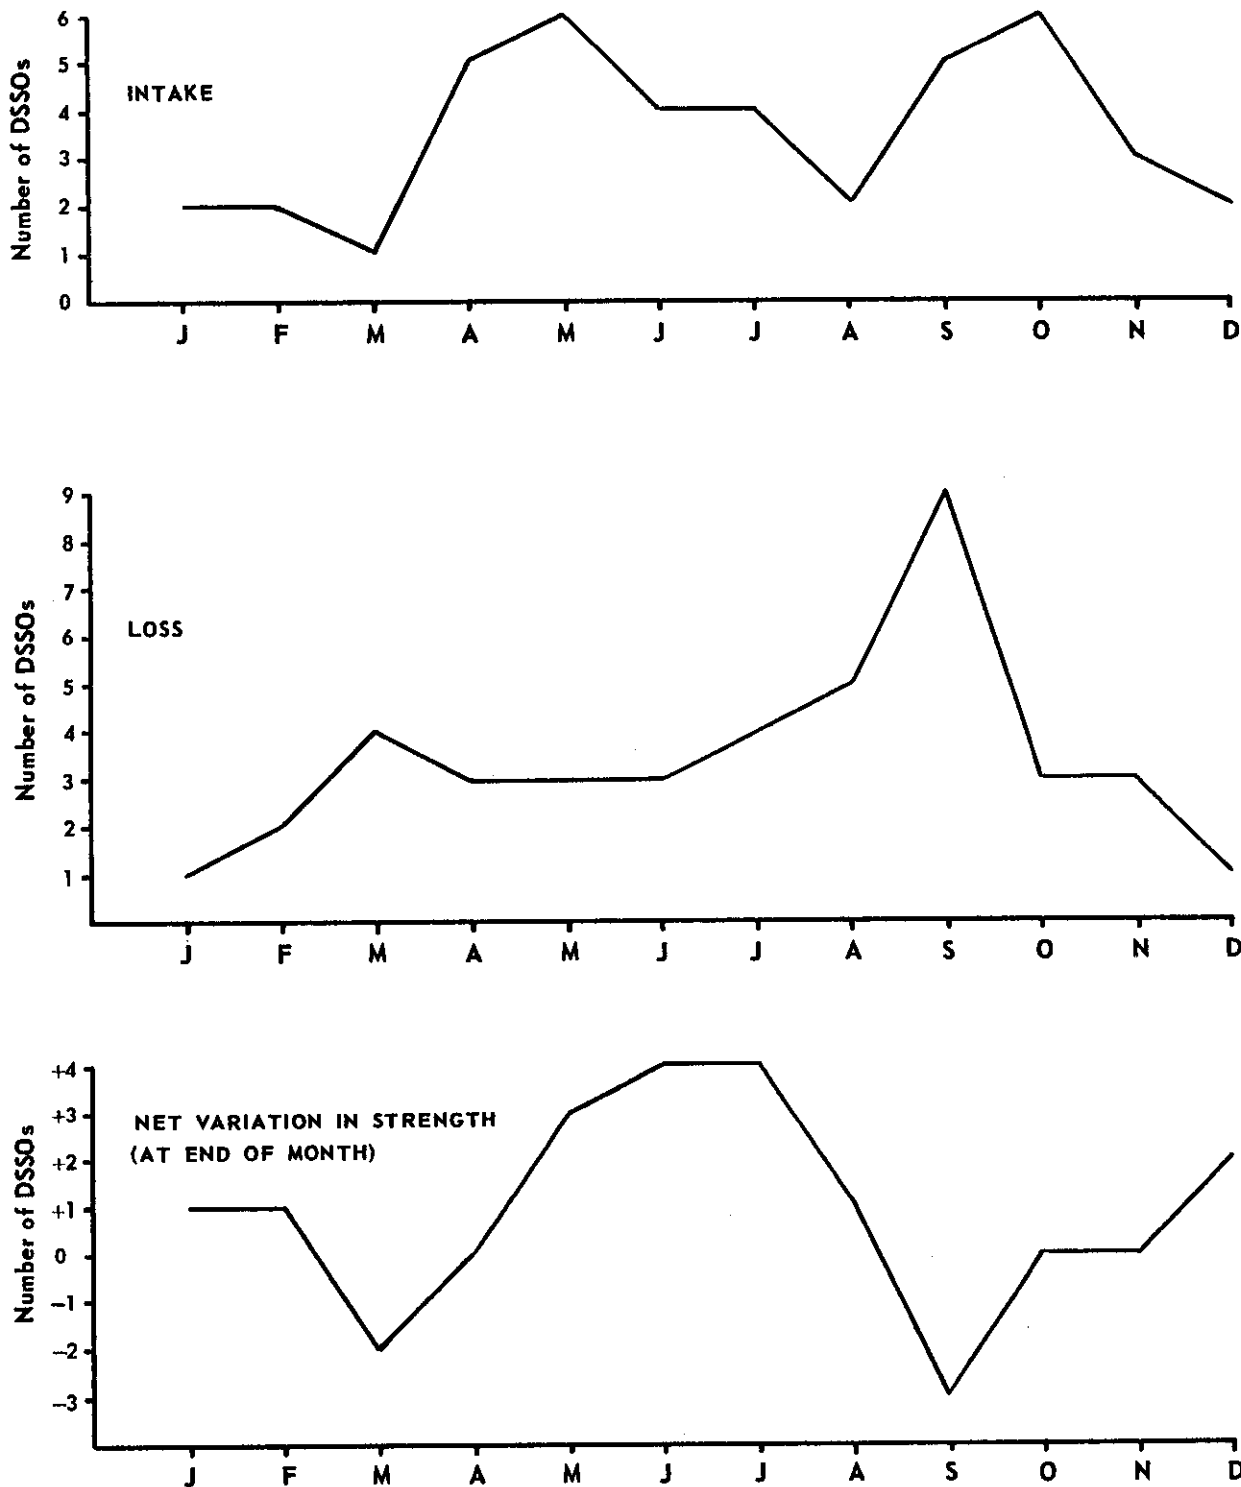 Number of DSSOs
6
5
4
3
2
1
0
INTAKE
J F M A M J J A S O N D
Number of DSSOs
9
8
7
6
5
4
3
2
1
LOSS
J F M A M J J A S O N D
Number of DSSOs
+4
+3
+2
+1
0
−1
−2
−3
NET VARIATION IN STRENGTH
(AT END OF MONTH)
J F M A M J J A S O N D